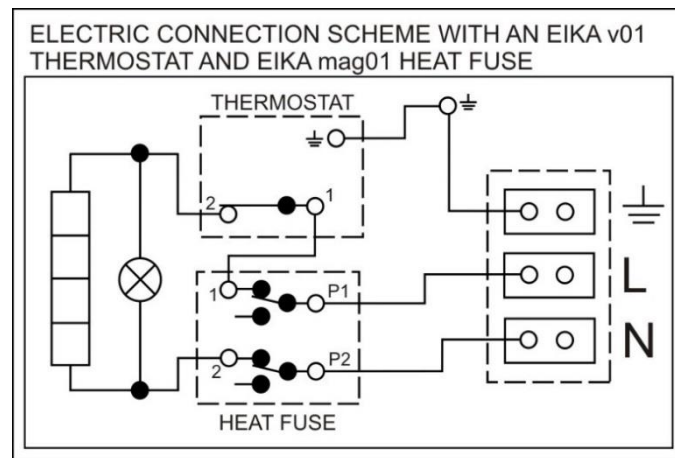 ELECTRIC CONNECTION SCHEME WITH AN EIKA v01
THERMOSTAT AND EIKA mag01 HEAT FUSE
THERMOSTAT
2
1
1
P1
L
2
P2
N
HEAT FUSE